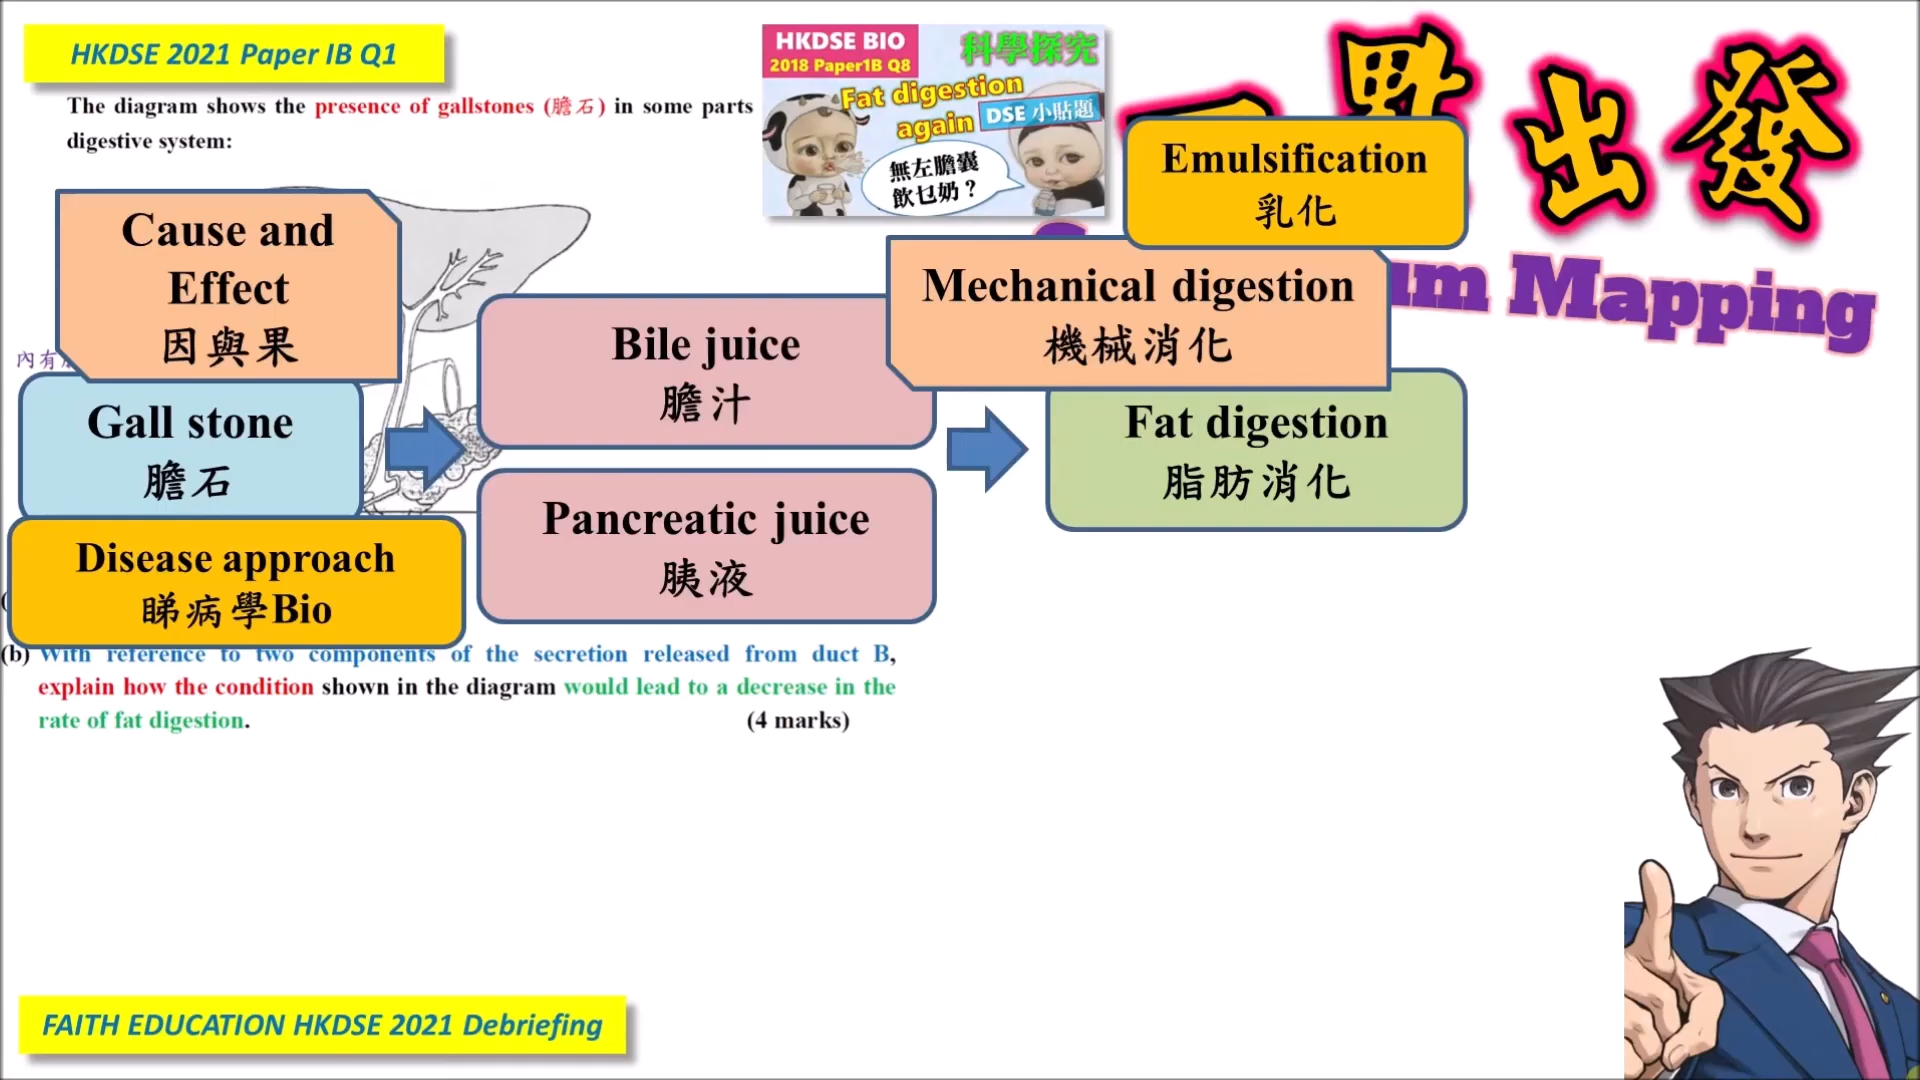 HKDSE 2021 Paper IB Q1
The diagram shows the presence of gallstones (膽石) in some parts
digestive system:
HKDSE BIO
2018 Paper1B Q8
科學探究
Fat digestion
again
DSE 小貼題
無左膽囊
飲乜奶？
出發
um Mapping
Emulsification
乳化
Cause and
Effect
因與果
Mechanical digestion
機械消化
Bile juice
膽汁
內有
Gall stone
膽石
Fat digestion
脂肪消化
Pancreatic juice
胰液
Disease approach
睇病學Bio
(b) With reference to two components of the secretion released from duct B,
explain how the condition shown in the diagram would lead to a decrease in the
rate of fat digestion.
(4 marks)
FAITH EDUCATION HKDSE 2021 Debriefing